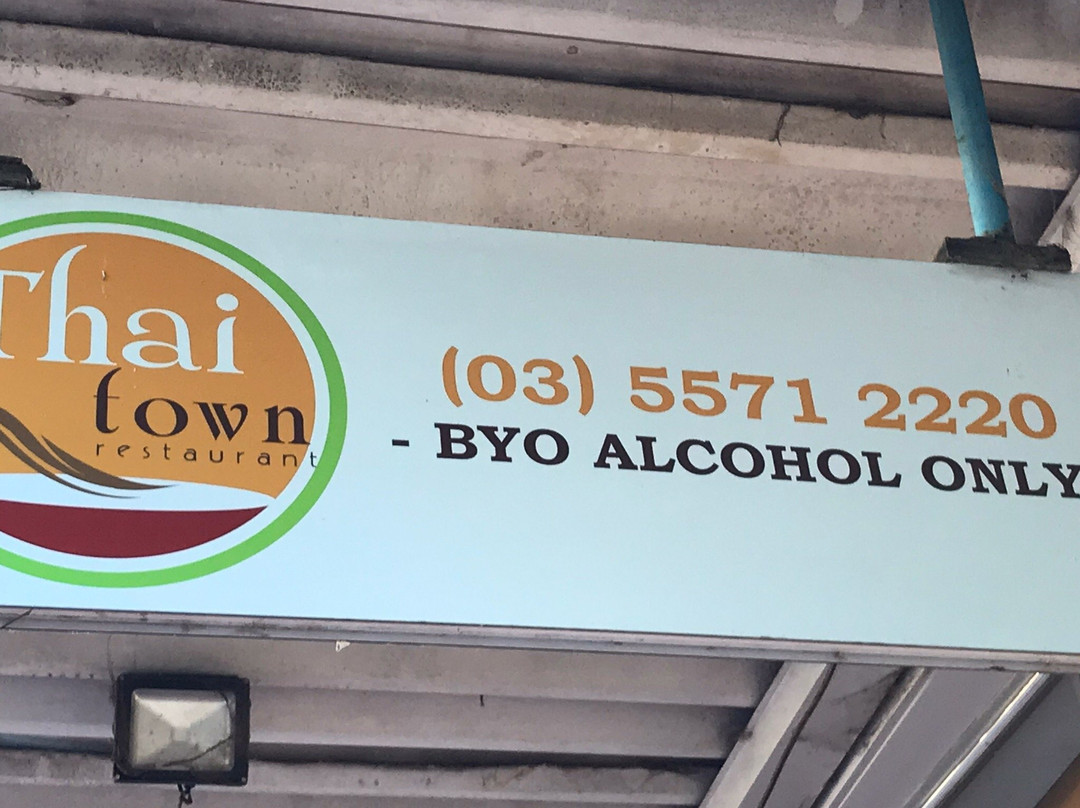 Thai
town
restaurant
(03) 5571 2220
- BYO ALCOHOL ONLY